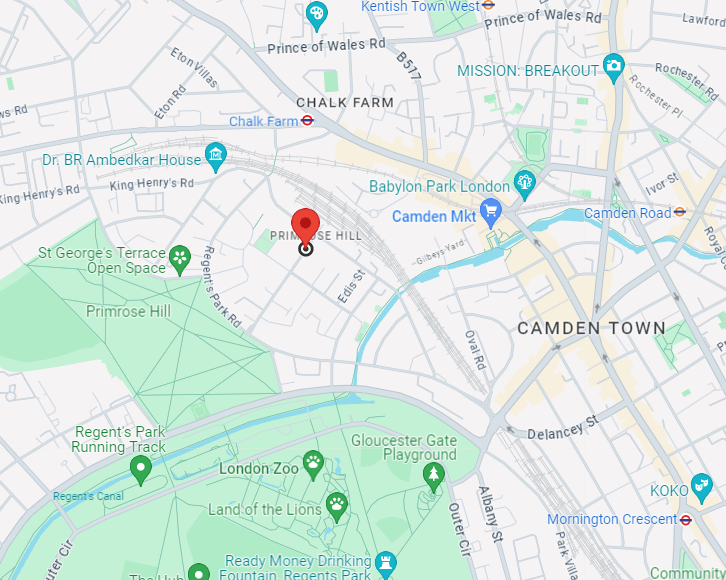 Kentish Town West
Prince of Wales Rd
Lawford
Prince of Wales Rd
Eton Villas
B517
MISSION: BREAKOUT
Rochester Rd
Rochester Pl
Eton Rd
CHALK FARM
ws Rd
Chalk Farm
Dr. BR Ambedkar House
King Henry's Rd
King Henry's Rd
Babylon Park London
Ivor St
Camden Mkt
Camden Road
Royal
PRIMROSE HILL
Gilbeys Yard
St George's Terrace
Open Space
Regent's Park Rd
Edis St
Primrose Hill
CAMDEN TOWN
Oval Rd
Delancey St
Regent's Park
Running Track
Gloucester Gate
Playground
London Zoo
Regent's Canal
Land of the Lions
KOKO
Mornington Crescent
Outer Cir
Albany St
Park Villa
Outer Cir
The Hub
Ready Money Drinking
Fountain, Regents Park
Community